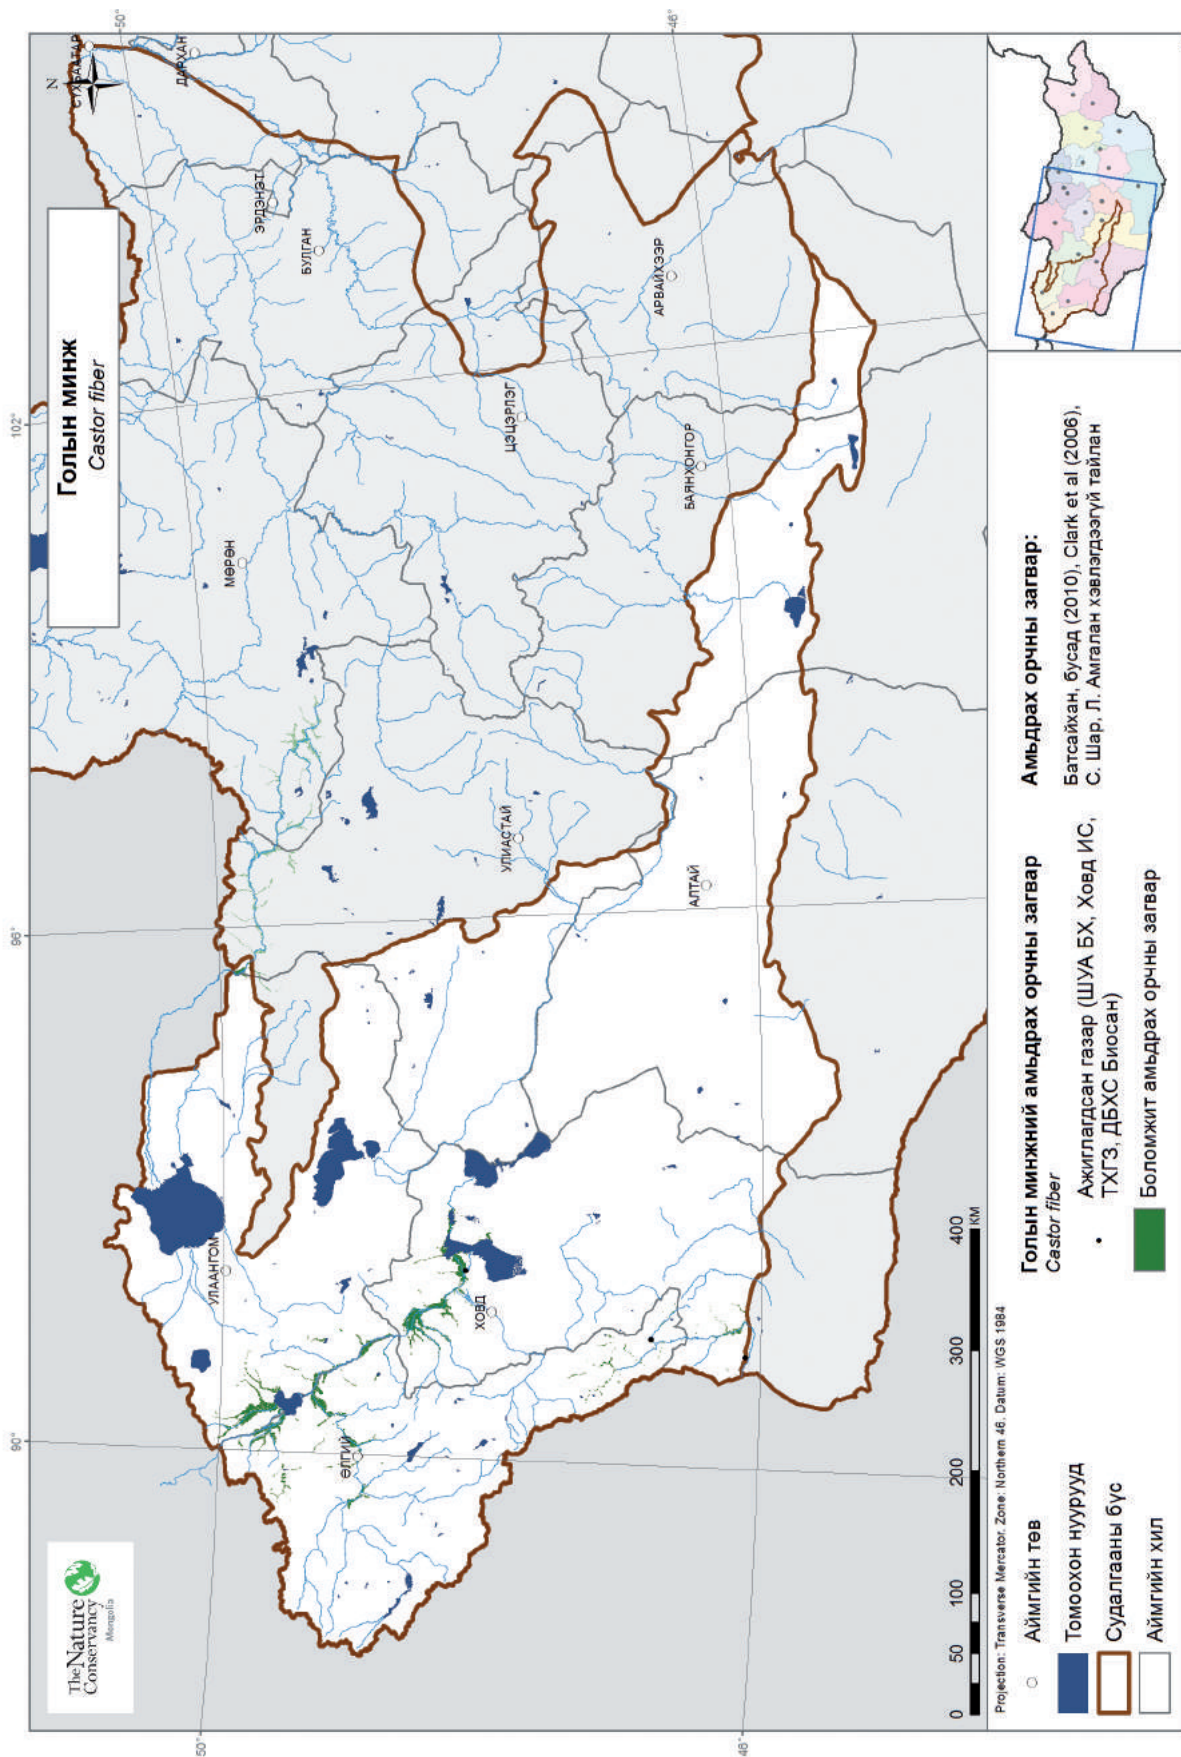 The Nature
Conservancy
Mongolia
Голын минж
Castor fiber
N
90°
96°
102°
50°
46°
50°
46°
СҮХБААТАР
ДАРХАН
ЭРДЭНЭТ
БУЛГАН
МӨРӨН
ЦЭЦЭРЛЭГ
АРВАЙХЭЭР
БАЯНХОНГОР
УЛИАСТАЙ
АЛТАЙ
УЛААНГОМ
ХОВД
ӨЛГИЙ
0 50 100 200 300 400
КМ
Projection: Transverse Mercator, Zone: Northern 46, Datum: WGS 1984
Аймгийн төв
Томоохон нуурууд
Судалгааны бүс
Аймгийн хил
Голын минжний амьдрах орчны загвар
Castor fiber
Ажиглагдсан газар (ШУА БХ, Ховд ИС,
ТХГЗ, ДБХС Биосан)
Боломжит амьдрах орчны загвар
Амьдрах орчны загвар:
Батсайхан, бусад (2010), Clark et al (2006),
С. Шар, Л. Амгалан хэвлэгдээгүй тайлан